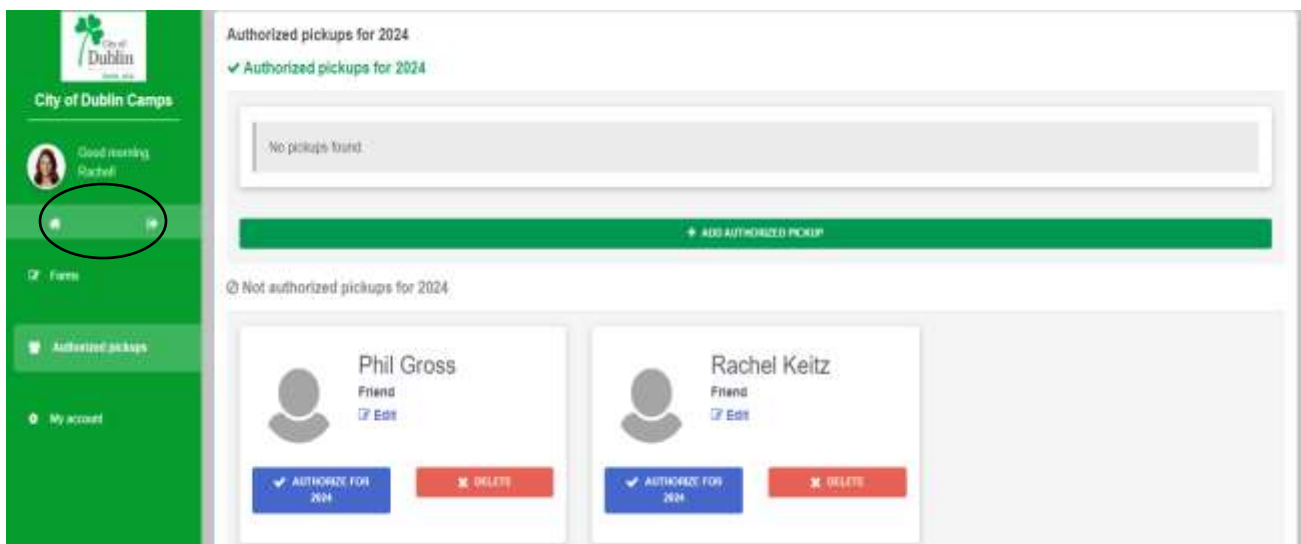 City of
Dublin
City of Dublin Camps
Good morning,
Rachel!
Forms
Authorized pickups
My account
Authorized pickups for 2024
Authorized pickups for 2024
No pickups found
+ ADD AUTHORIZED PICKUP
Not authorized pickups for 2024
Phil Gross
Friend
Edit
AUTHORIZE FOR
2024
DELETE
Rachel Keitz
Friend
Edit
AUTHORIZE FOR
2024
DELETE